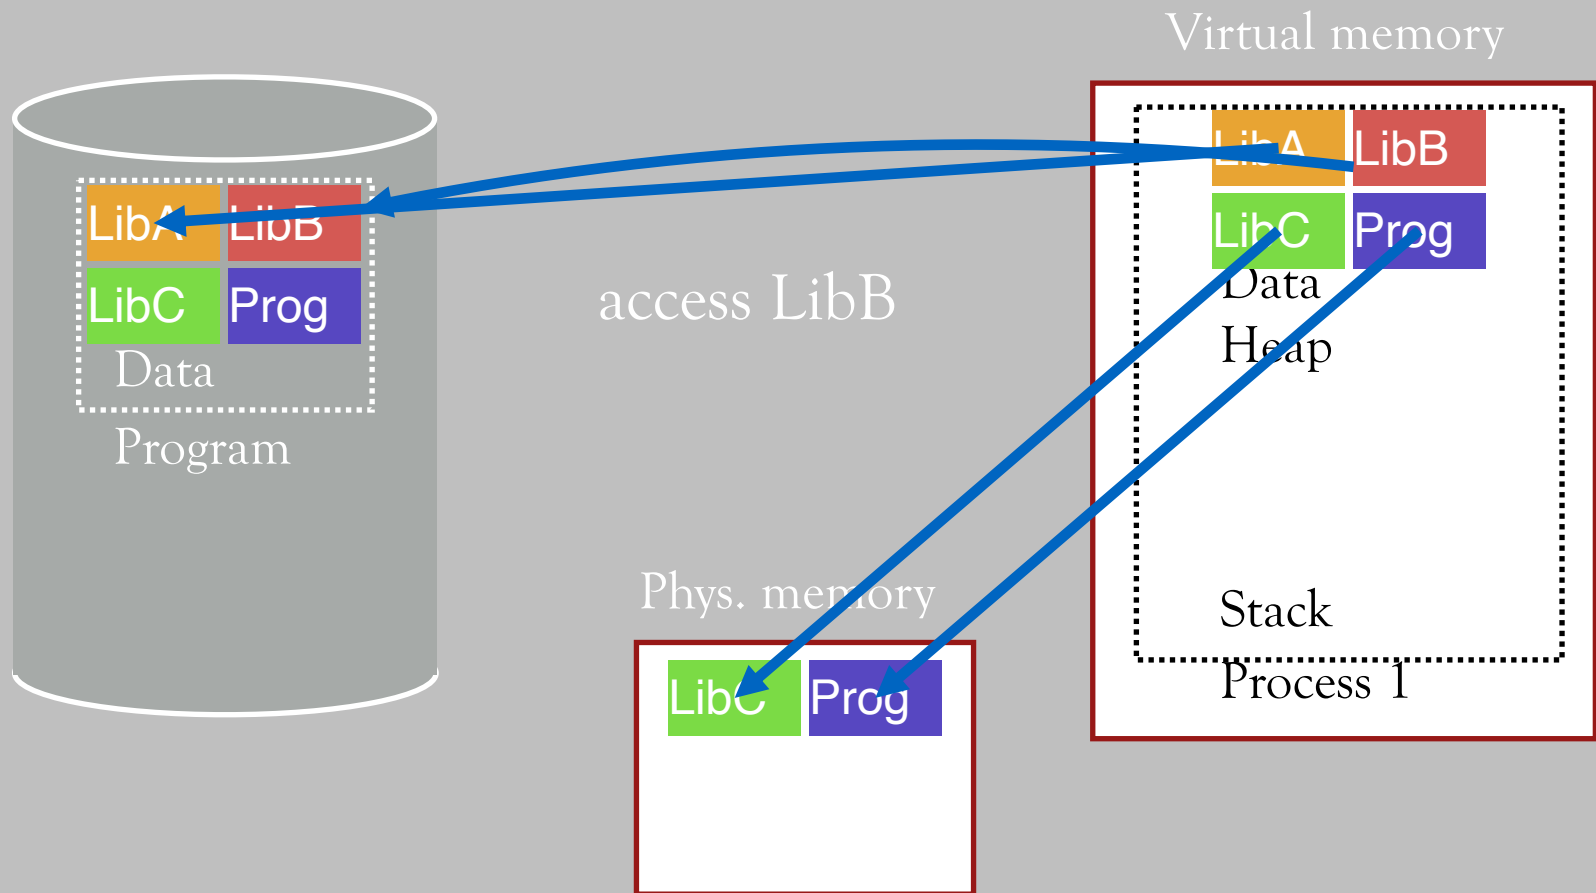 Virtual memory
LibA LibB
LibC Prog
Data
Program
access LibB
LibA LibB
LibC Prog
Data
Heap
Stack
Process 1
Phys. memory
LibC Prog